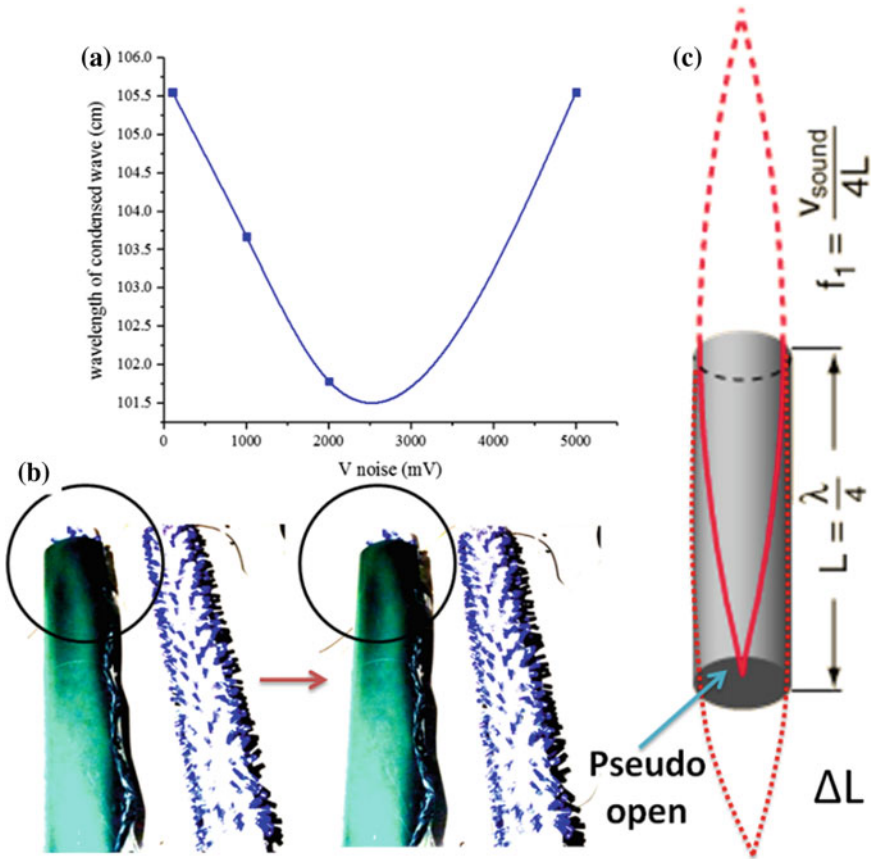 (a)
106.0
105.5
105.0
104.5
104.0
103.5
103.0
102.5
102.0
101.5
wavelength of condensed wave (cm)
0 1000 2000 3000 4000 5000
V noise (mV)
(b)
(c)
f₁ = v_sound / 4L
L = λ / 4
Pseudo
open
ΔL